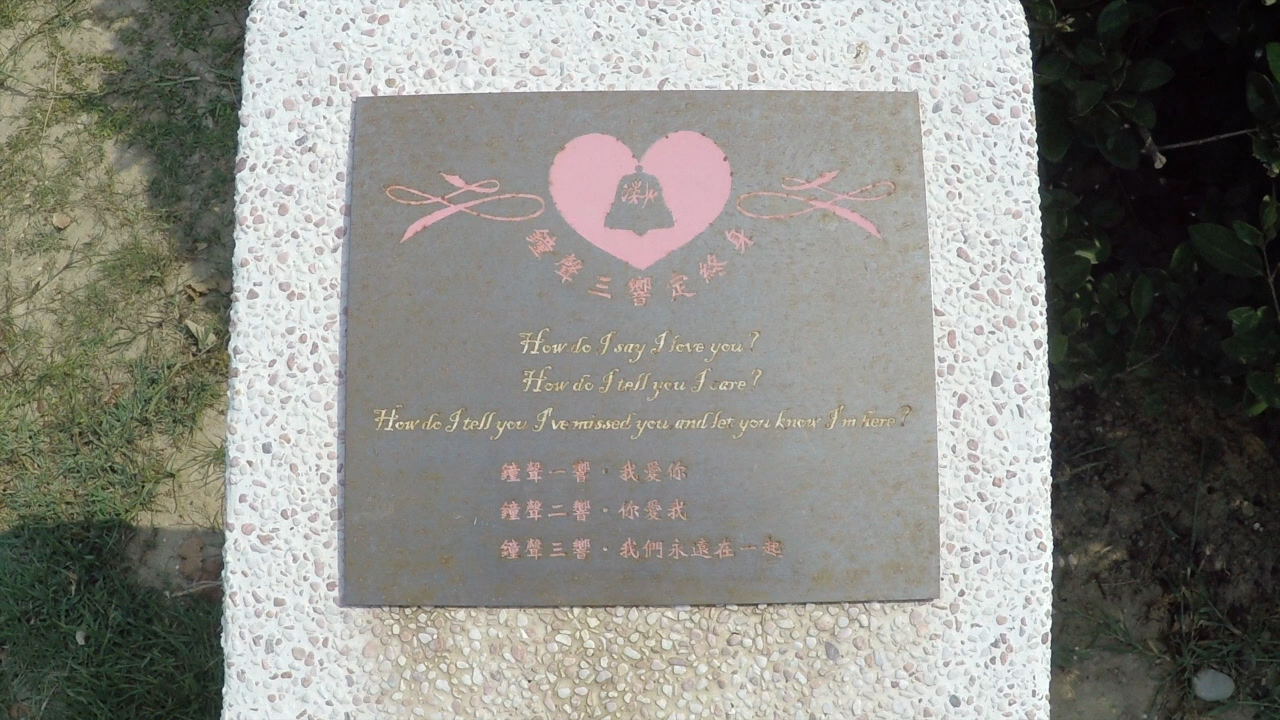 淡水
鐘聲三響定終身
How do I say I love you?
How do I tell you I care?
How do I tell you I've missed you and let you know I'm here?
鐘聲一響·我愛你
鐘聲二響·你愛我
鐘聲三響·我們永遠在一起